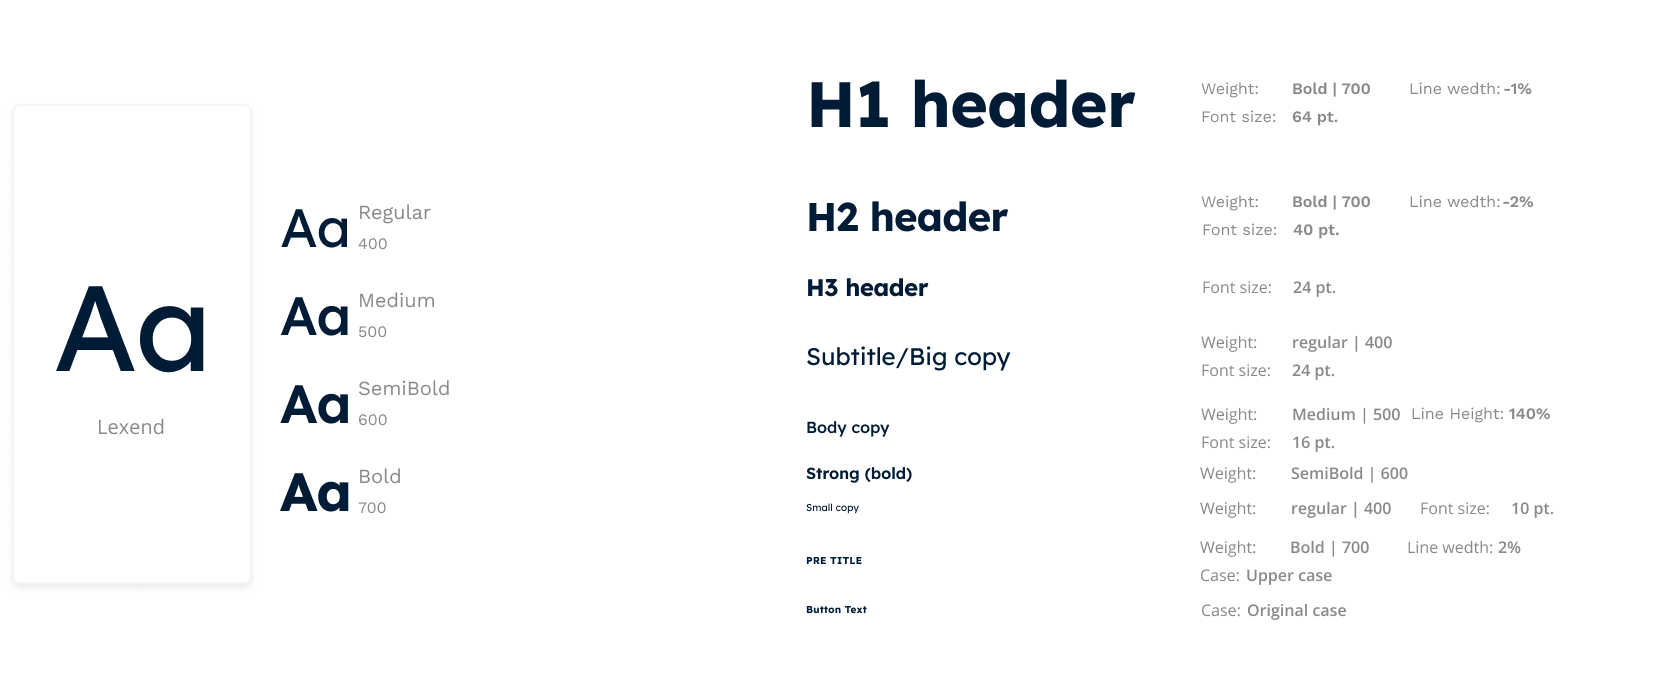 Aa
Lexend
Aa Regular
400
Aa Medium
500
Aa SemiBold
600
Aa Bold
700
H1 header
Weight: Bold | 700 Line wedth: -1%
Font size: 64 pt.
H2 header
Weight: Bold | 700 Line wedth: -2%
Font size: 40 pt.
H3 header
Font size: 24 pt.
Subtitle/Big copy
Weight: regular | 400
Font size: 24 pt.
Body copy
Weight: Medium | 500 Line Height: 140%
Font size: 16 pt.
Strong (bold)
Weight: SemiBold | 600
Small copy
Weight: regular | 400 Font size: 10 pt.
PRE TITLE
Weight: Bold | 700 Line wedth: 2%
Case: Upper case
Button Text
Case: Original case